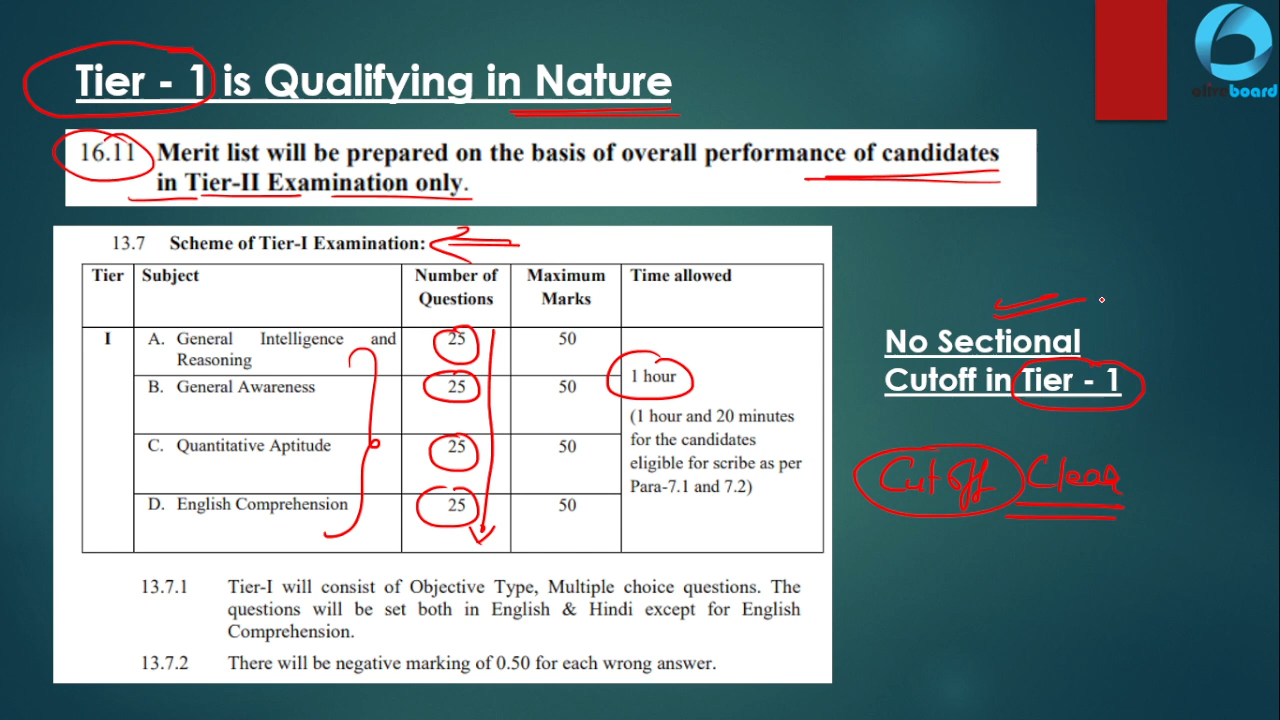 Tier - 1 is Qualifying in Nature
oliveboard
16.11 Merit list will be prepared on the basis of overall performance of candidates
in Tier-II Examination only.
13.7 Scheme of Tier-I Examination:
Tier Subject Number of Questions Maximum Marks Time allowed
I A. General Intelligence and Reasoning 25 50
B. General Awareness 25 50
C. Quantitative Aptitude 25 50
D. English Comprehension 25 50
1 hour
(1 hour and 20 minutes
for the candidates
eligible for scribe as per
Para-7.1 and 7.2)
13.7.1 Tier-I will consist of Objective Type, Multiple choice questions. The
questions will be set both in English & Hindi except for English
Comprehension.
13.7.2 There will be negative marking of 0.50 for each wrong answer.
No Sectional
Cutoff in Tier - 1
Cutoff Clear